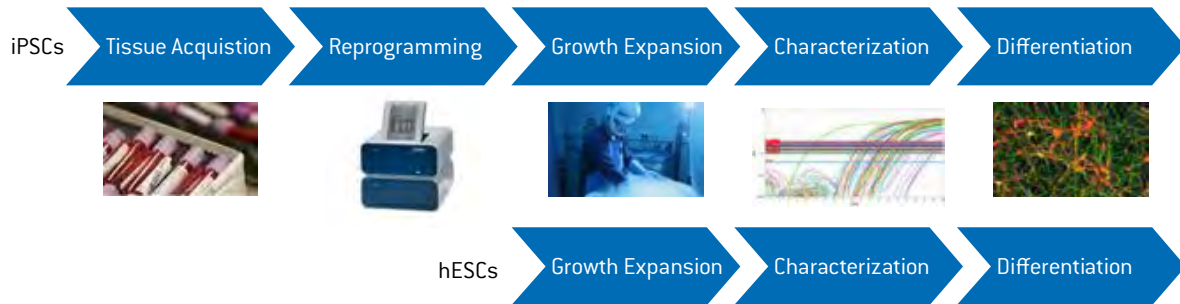 iPSCs
Tissue Acquistion
Reprogramming
Growth Expansion
Characterization
Differentiation
hESCs
Growth Expansion
Characterization
Differentiation